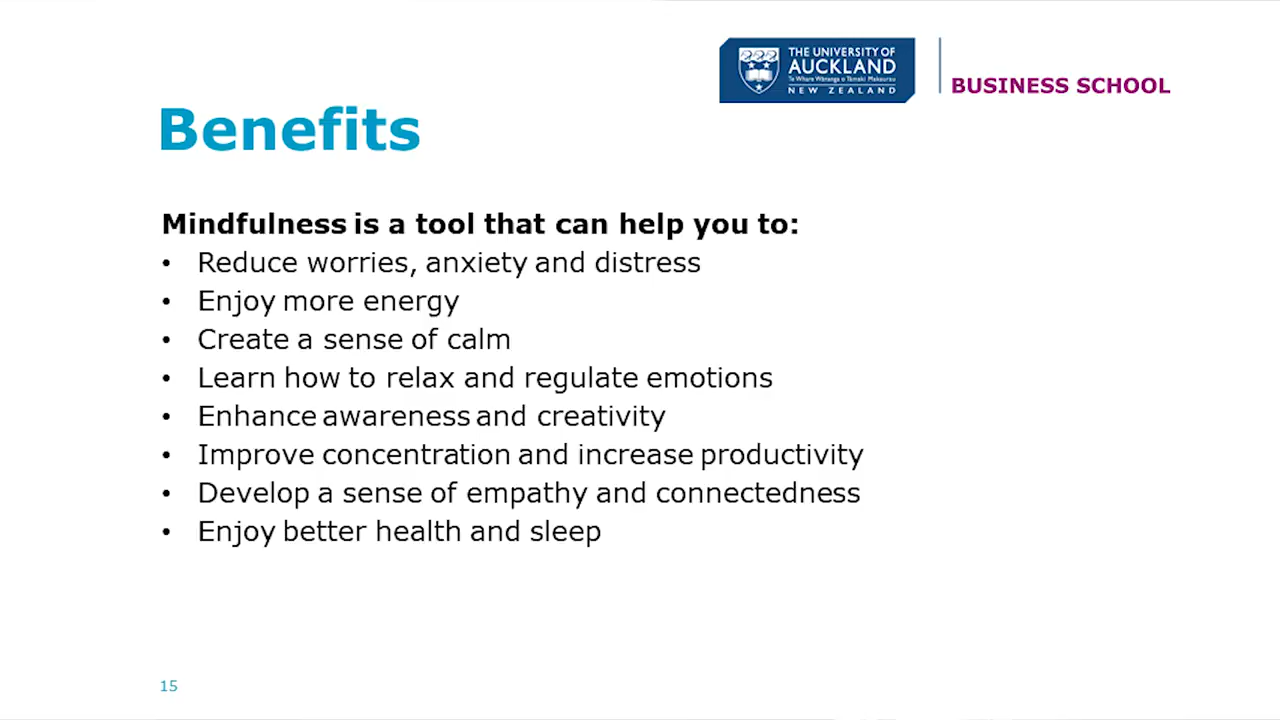 THE UNIVERSITY OF
AUCKLAND
Te Whare Wānanga o Tāmaki Makaurau
NEW ZEALAND
BUSINESS SCHOOL
Benefits
Mindfulness is a tool that can help you to:
• Reduce worries, anxiety and distress
• Enjoy more energy
• Create a sense of calm
• Learn how to relax and regulate emotions
• Enhance awareness and creativity
• Improve concentration and increase productivity
• Develop a sense of empathy and connectedness
• Enjoy better health and sleep
15